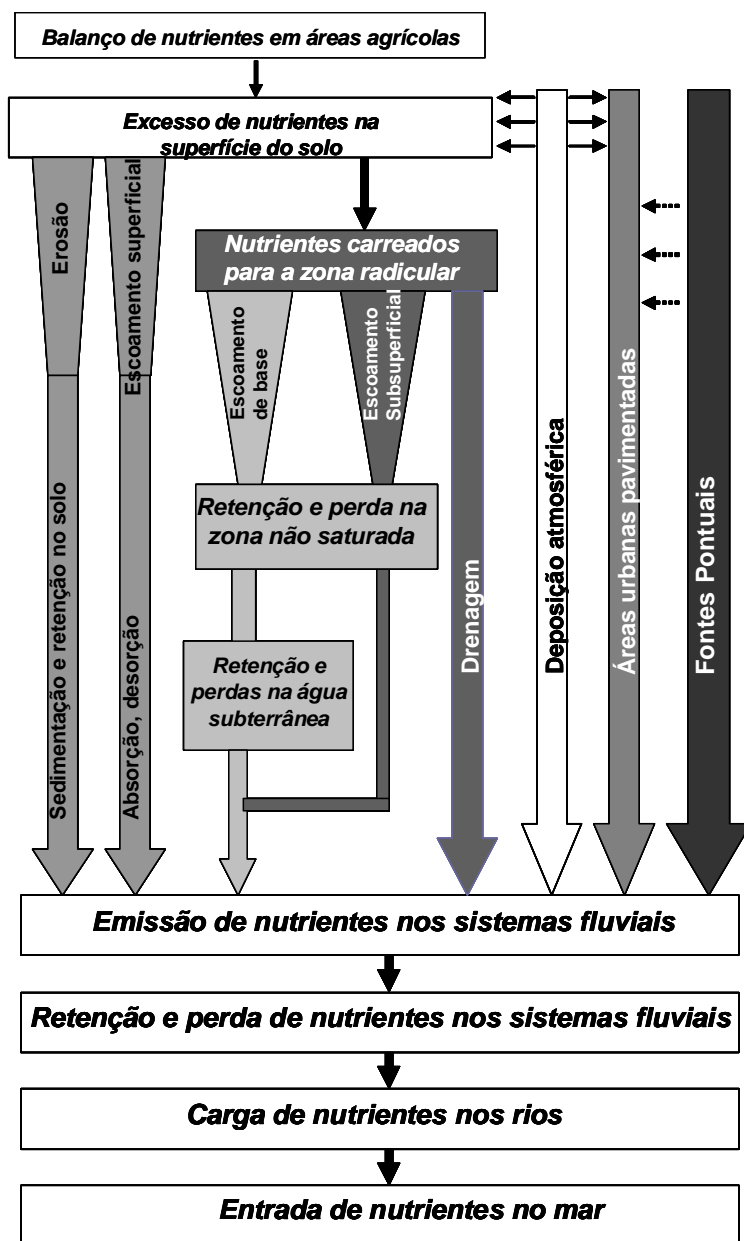 Balanço de nutrientes em áreas agrícolas
Excesso de nutrientes na
superfície do solo
Erosão
Escoamento superficial
Nutrientes carreados
para a zona radicular
Escoamento
de base
Escoamento
Subsuperficial
Retenção e perda na
zona não saturada
Retenção e
perdas na água
subterrânea
Sedimentação e retenção no solo
Absorção, desorção
Drenagem
Deposição atmosférica
Áreas urbanas pavimentadas
Fontes Pontuais
Emissão de nutrientes nos sistemas fluviais
Retenção e perda de nutrientes nos sistemas fluviais
Carga de nutrientes nos rios
Entrada de nutrientes no mar